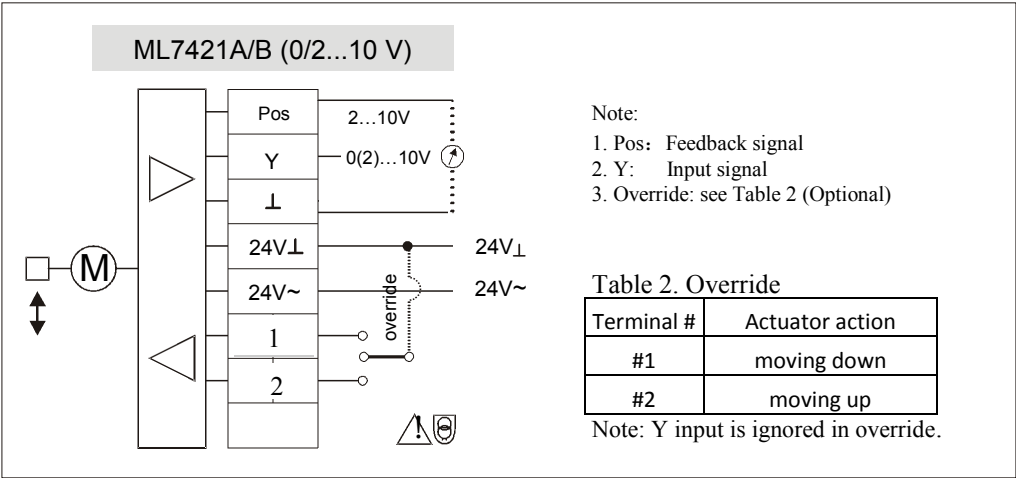 ML7421A/B (0/2...10 V)
Pos
2…10V
Y
0(2)…10V
⊥
24V⊥
24V⊥
24V~
24V~
override
1
2
M
Note:
1. Pos： Feedback signal
2. Y: Input signal
3. Override: see Table 2 (Optional)
Table 2. Override
Terminal # Actuator action
#1 moving down
#2 moving up
Note: Y input is ignored in override.